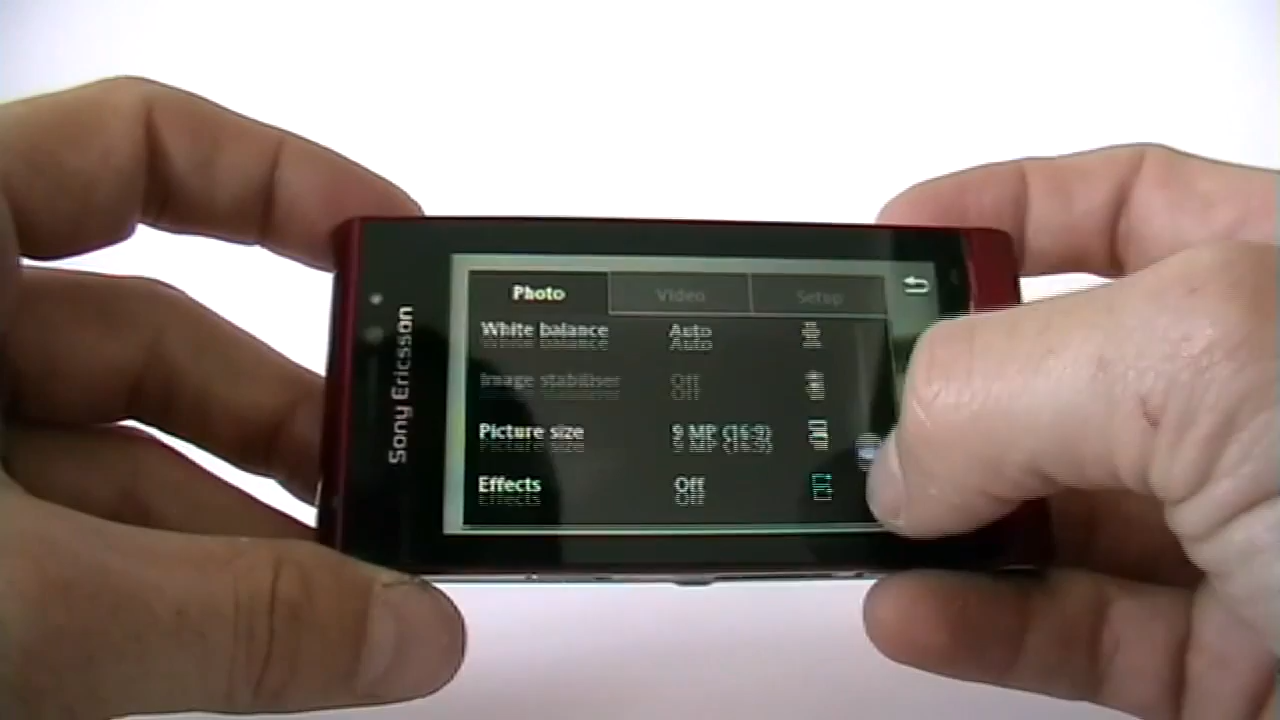 Sony Ericsson
Photo Video Setup
White balance Auto
Image stabiliser Off
Picture size 9 MP (16:9)
Effects Off